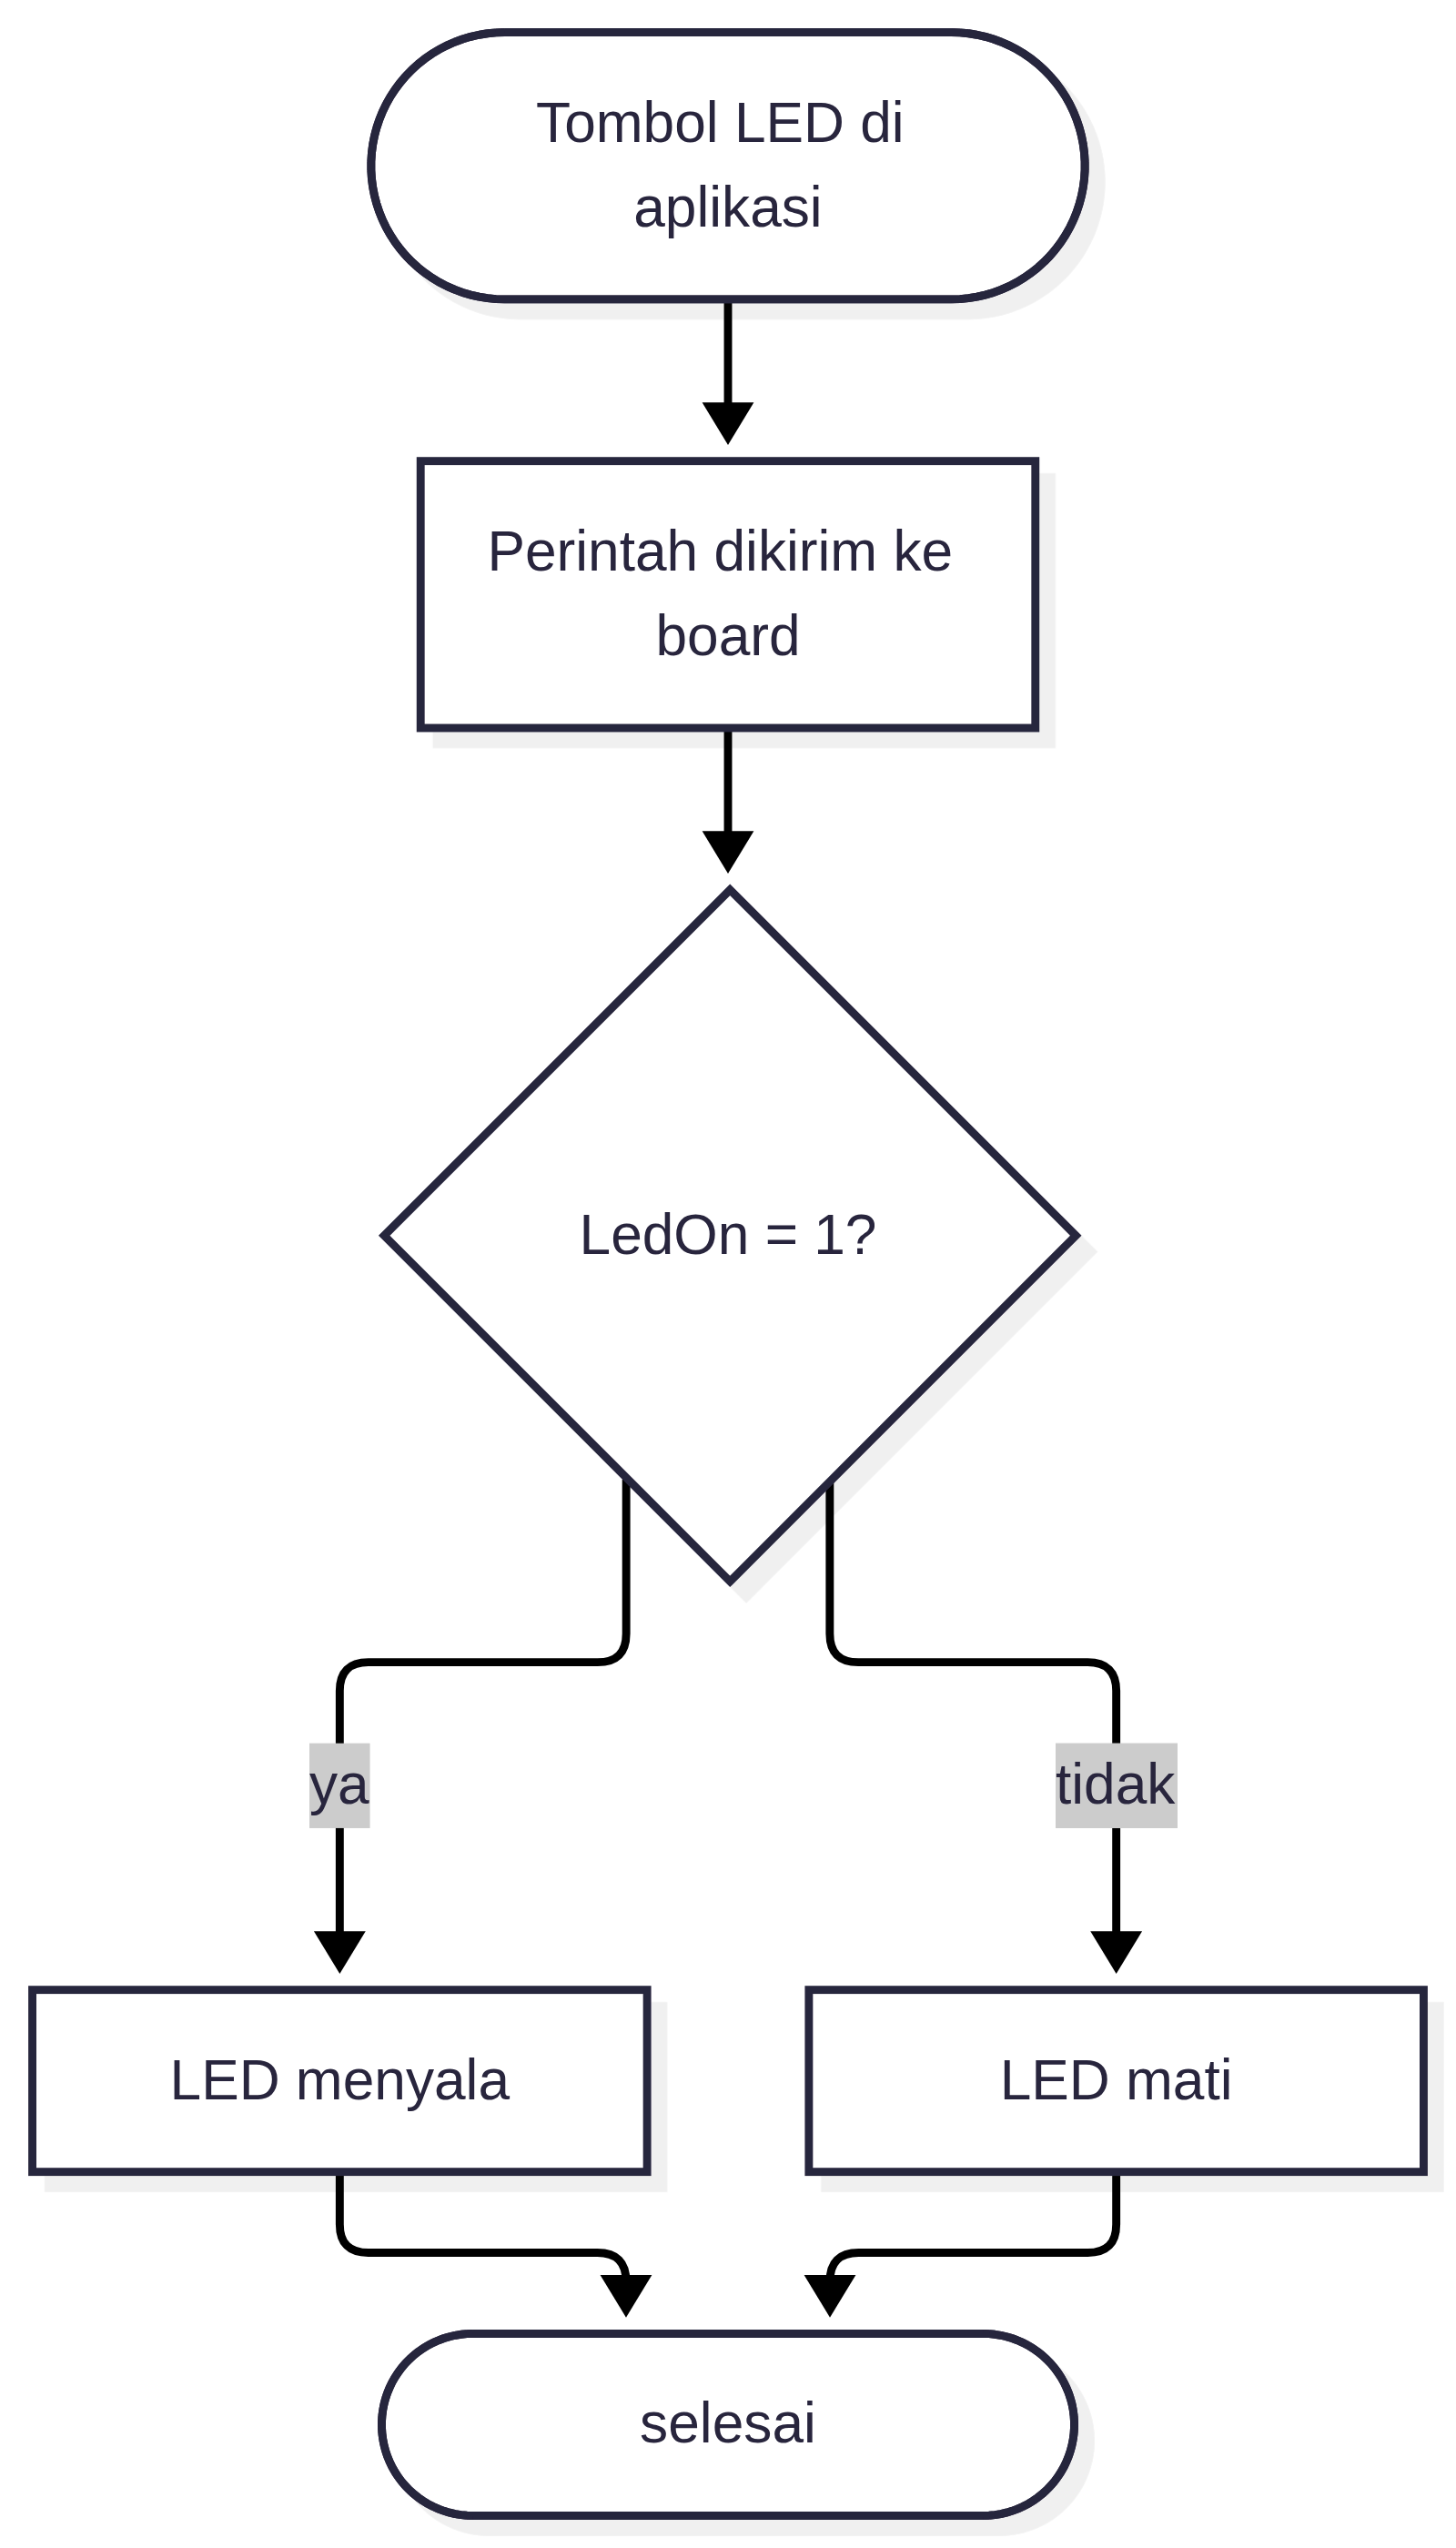 Tombol LED di
aplikasi
Perintah dikirim ke
board
LedOn = 1?
ya
tidak
LED menyala
LED mati
selesai